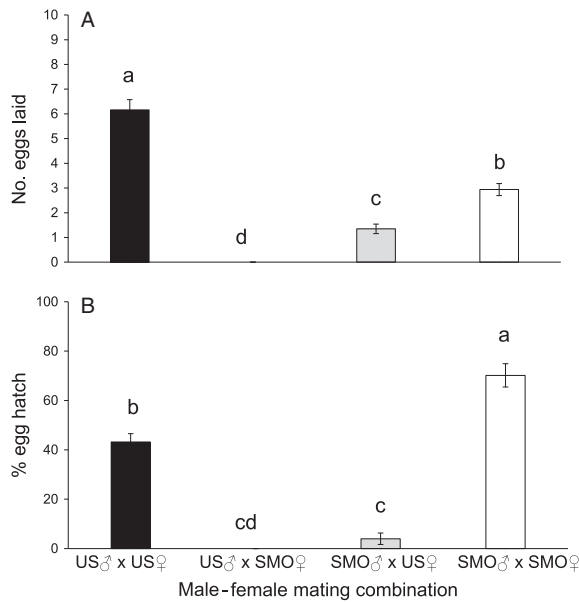 A
No. eggs laid
10
9
8
7
6
5
4
3
2
1
0
a
d
c
b
B
% egg hatch
100
80
60
40
20
0
b
cd
c
a
US♂ x US♀ US♂ x SMO♀ SMO♂ x US♀ SMO♂ x SMO♀
Male-female mating combination